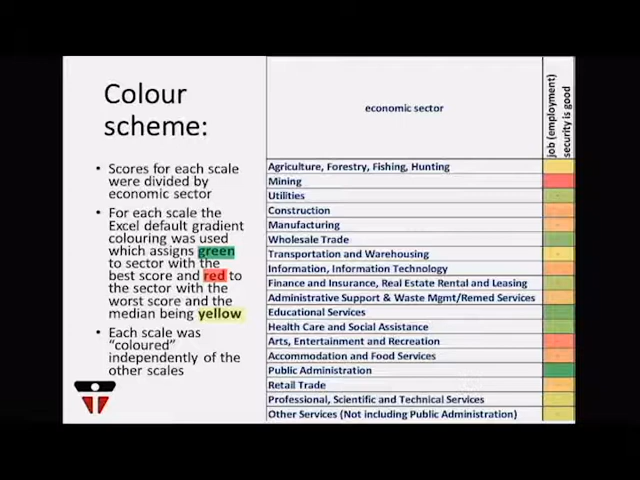 Colour
scheme:
• Scores for each scale
were divided by
economic sector
• For each scale the
Excel default gradient
colouring was used
which assigns green
to sector with the
best score and red to
the sector with the
worst score and the
median being yellow
• Each scale was
“coloured”
independently of the
other scales
economic sector
job (employment)
security is good
Agriculture, Forestry, Fishing, Hunting
Mining
Utilities
Construction
Manufacturing
Wholesale Trade
Transportation and Warehousing
Information, Information Technology
Finance and Insurance, Real Estate Rental and Leasing
Administrative Support & Waste Mgmt/Remed Services
Educational Services
Health Care and Social Assistance
Arts, Entertainment and Recreation
Accommodation and Food Services
Public Administration
Retail Trade
Professional, Scientific and Technical Services
Other Services (Not including Public Administration)